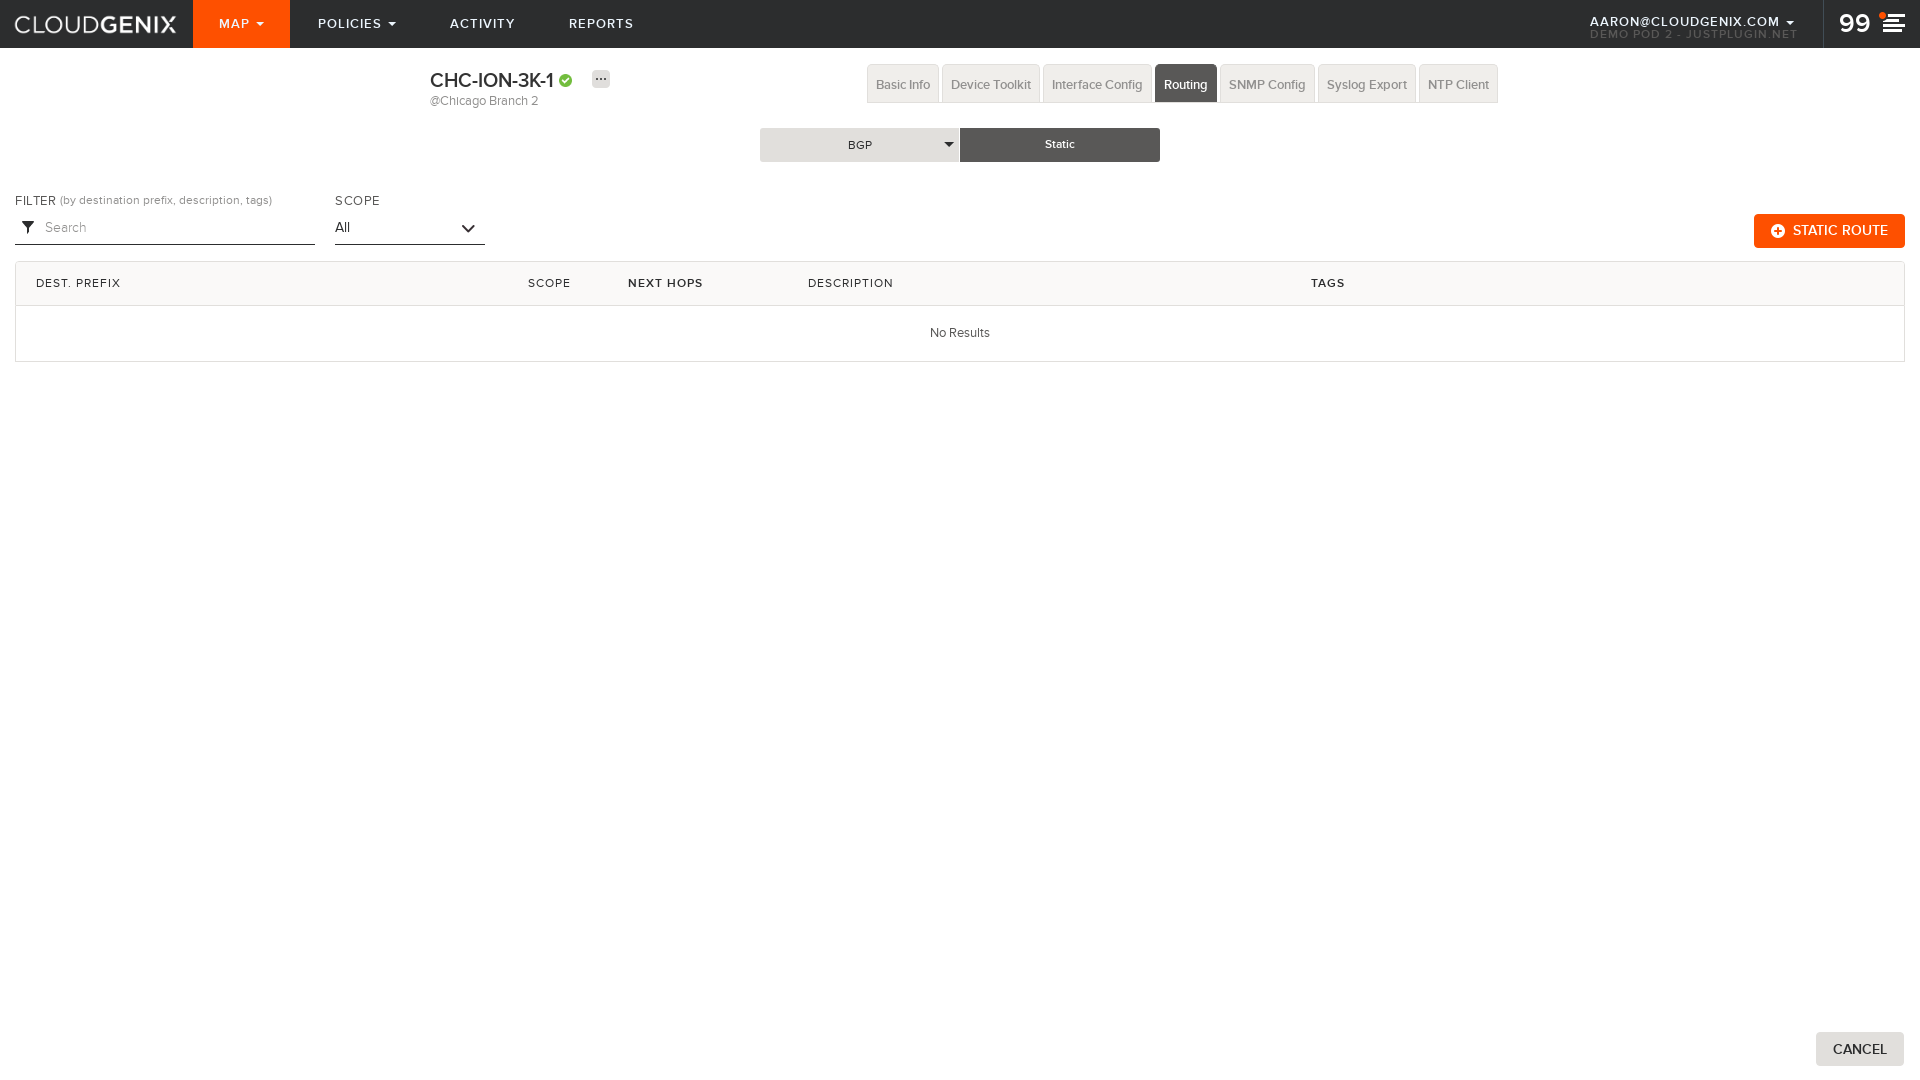 CLOUDGENIX MAP POLICIES ACTIVITY REPORTS AARON@CLOUDGENIX.COM 99
DEMO POD 2 - JUSTPLUGIN.NET
CHC-ION-3K-1
@Chicago Branch 2
Basic Info Device Toolkit Interface Config Routing SNMP Config Syslog Export NTP Client
BGP Static
FILTER (by destination prefix, description, tags) SCOPE
Search All
STATIC ROUTE
DEST. PREFIX SCOPE NEXT HOPS DESCRIPTION TAGS
No Results
CANCEL